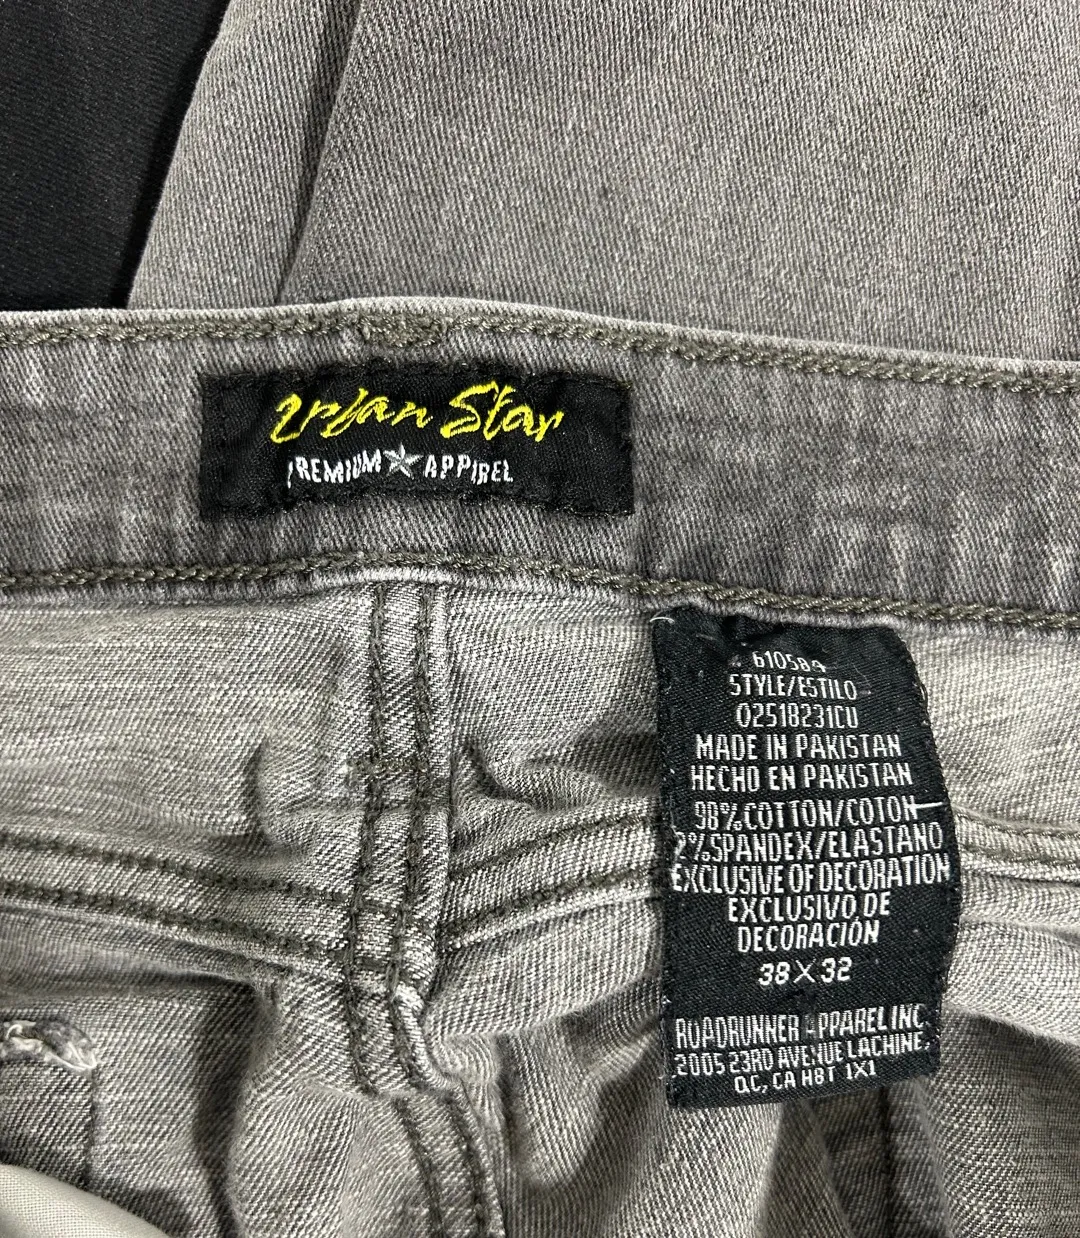 Urban Star
PREMIUM APPAREL
# 610584
STYLE/ESTILO
02518231CU
MADE IN PAKISTAN
HECHO EN PAKISTAN
98%COTTON/COTON
2%SPANDEX/ELASTANO
EXCLUSIVE OF DECORATION
EXCLUSIVO DE
DECORACIÓN
38X32
ROADRUNNER APPAREL INC.
2005 23RD AVENUE LACHINE,
QC, CA H8T 1X1